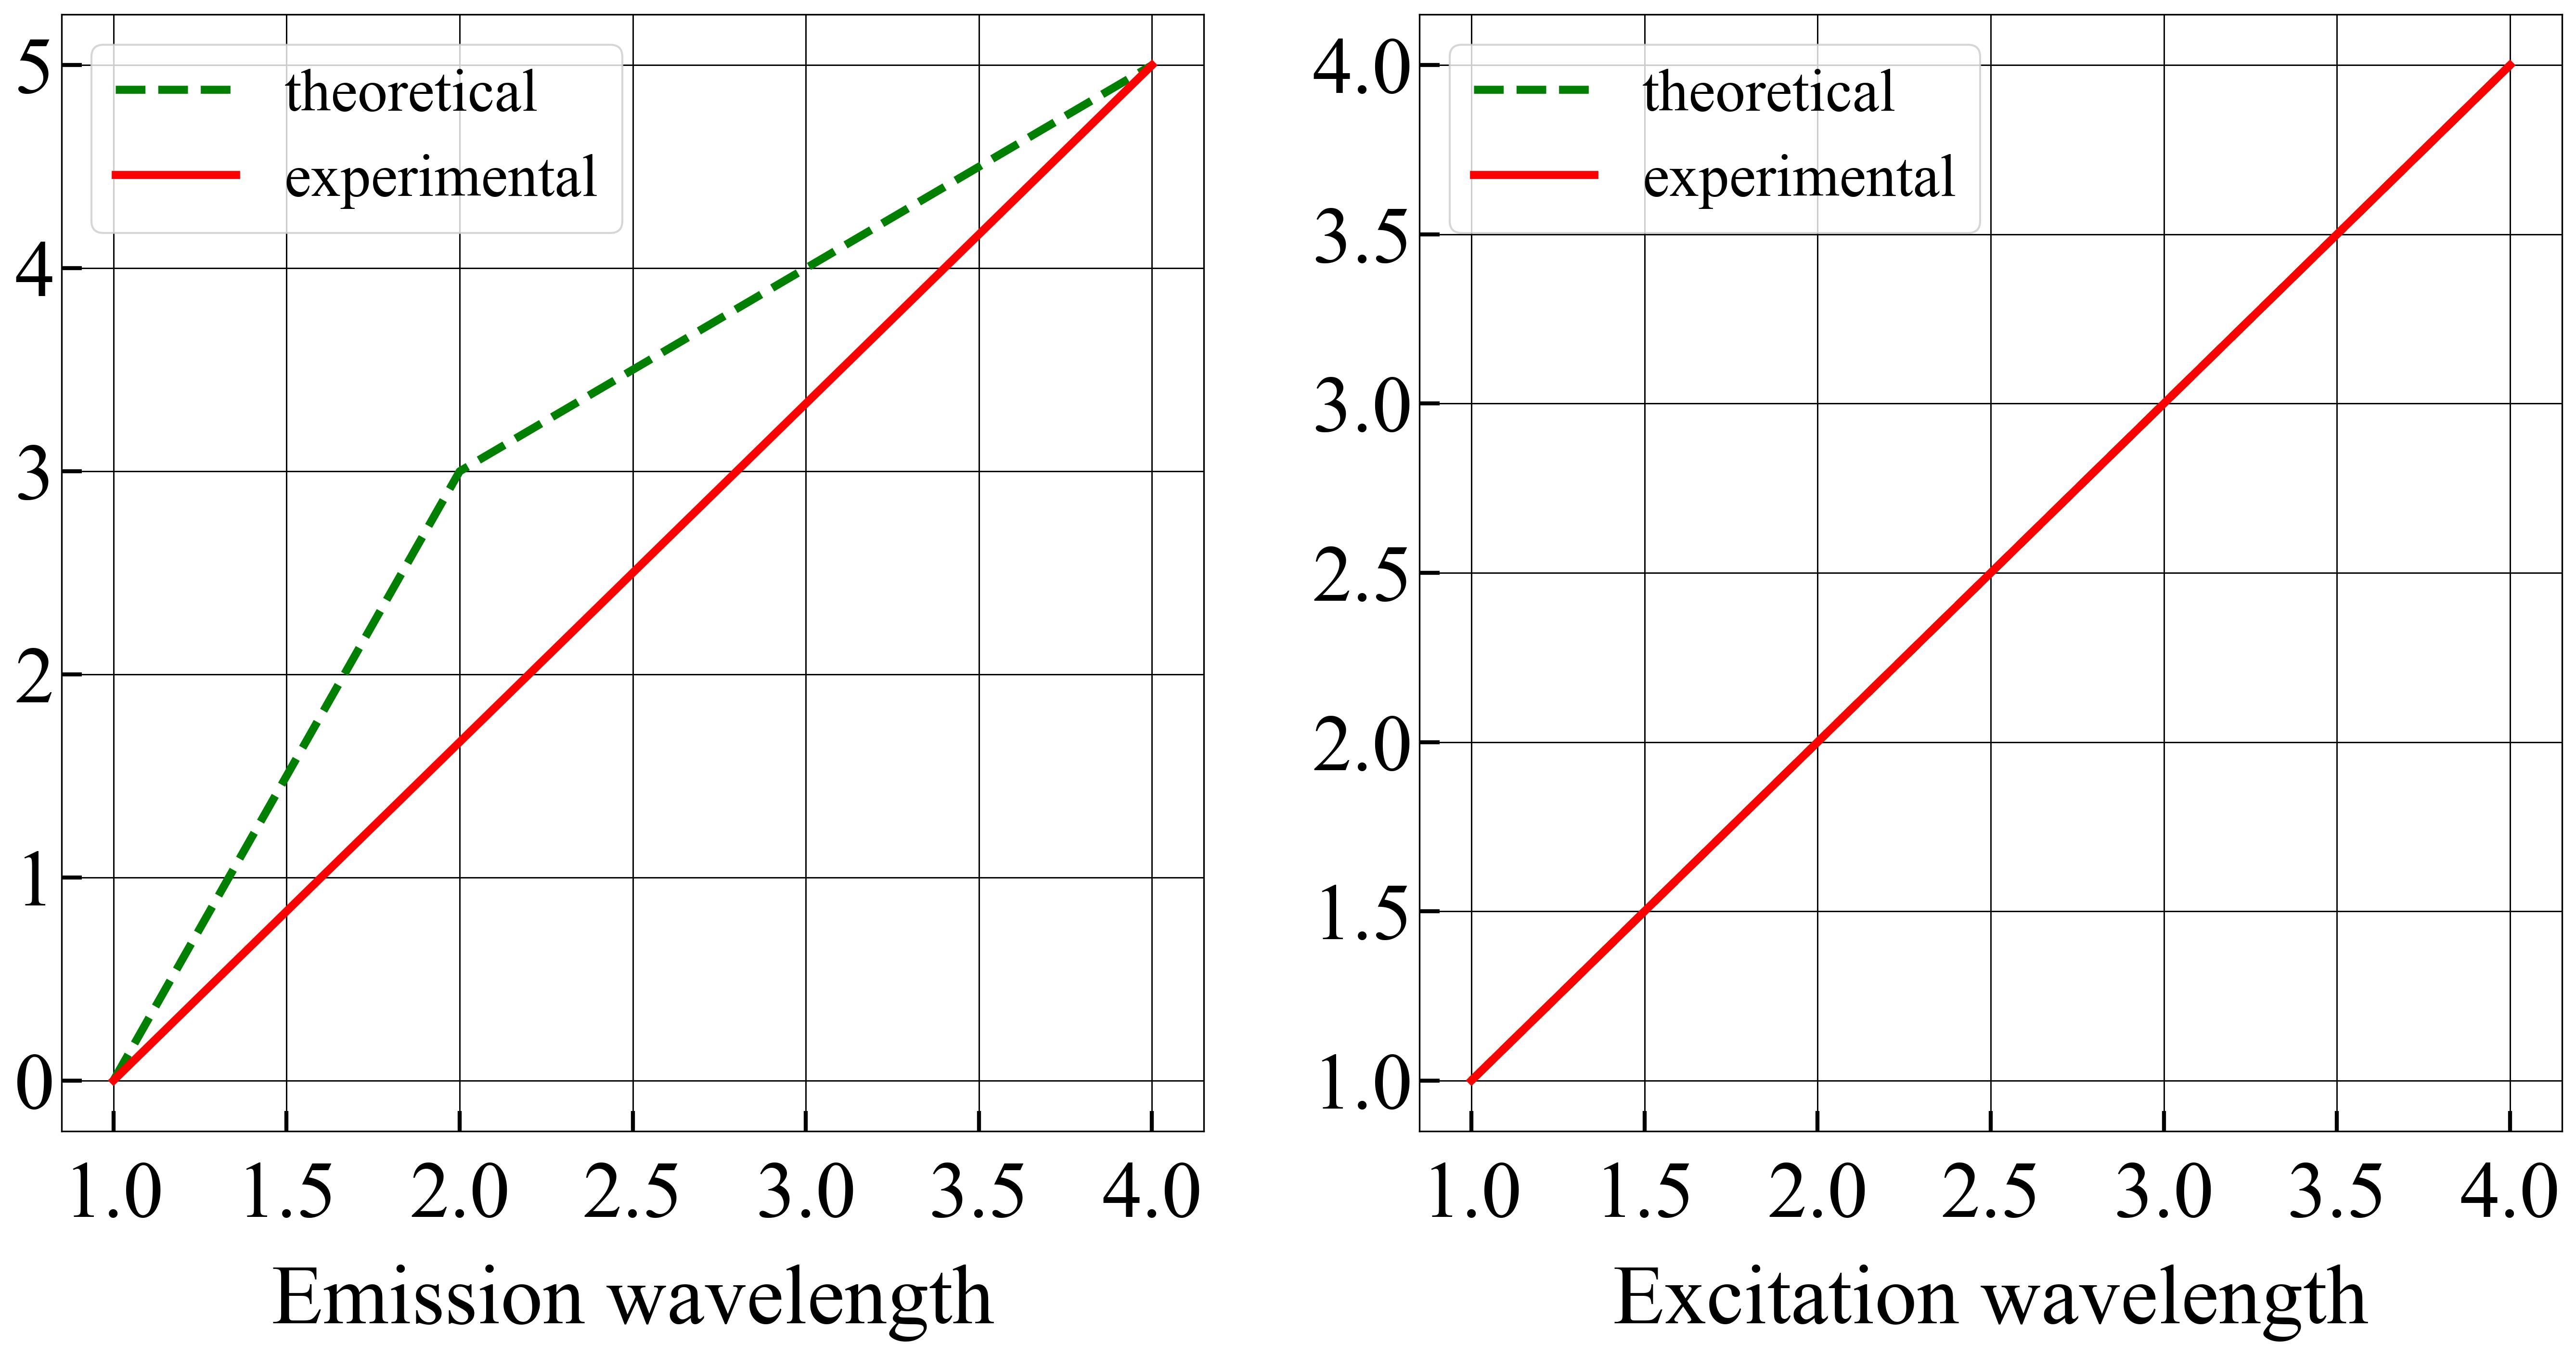 theoretical
experimental
5
4
3
2
1
0
1.0 1.5 2.0 2.5 3.0 3.5 4.0
Emission wavelength
theoretical
experimental
4.0
3.5
3.0
2.5
2.0
1.5
1.0
1.0 1.5 2.0 2.5 3.0 3.5 4.0
Excitation wavelength